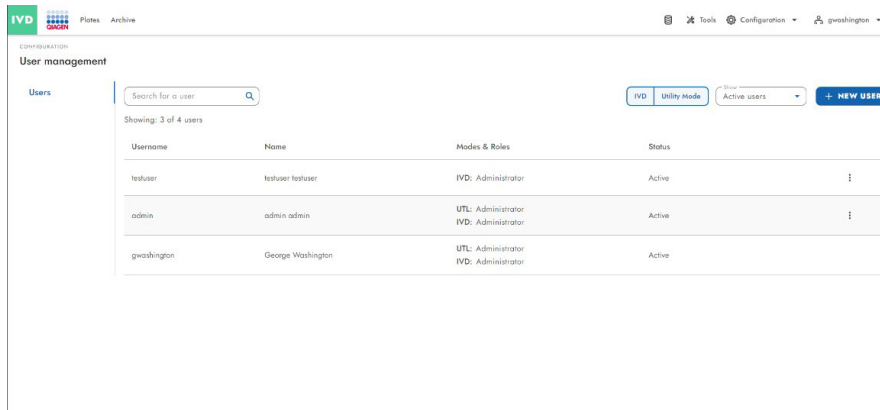 IVD QIAGEN Plates Archive Tools Configuration gwashington
CONFIGURATION
User management
Users
Search for a user
IVD Utility Mode
Show
Active users
+ NEW USER
Showing: 3 of 4 users
Username Name Modes & Roles Status
testuser testuser testuser IVD: Administrator Active
admin admin admin UTL: Administrator Active
IVD: Administrator
gwashington George Washington UTL: Administrator Active
IVD: Administrator